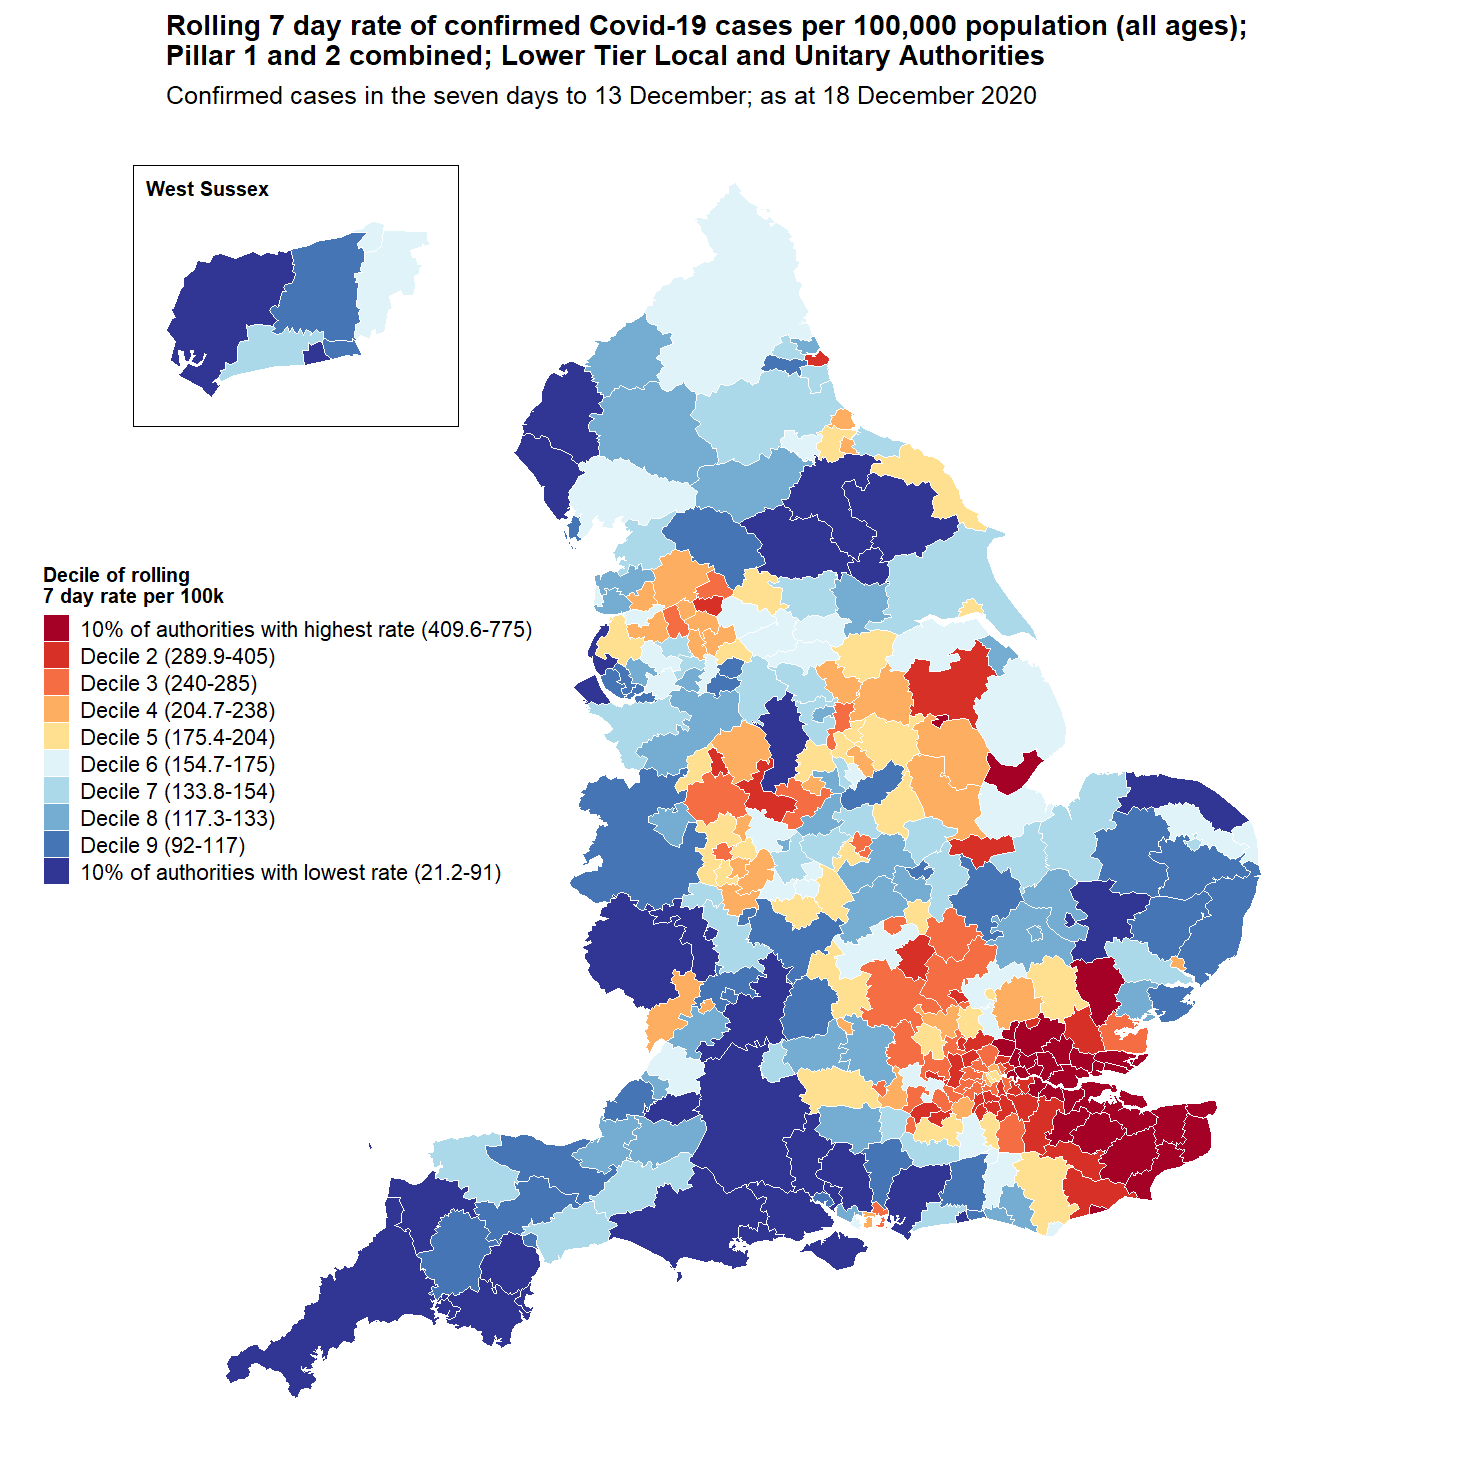 Rolling 7 day rate of confirmed Covid-19 cases per 100,000 population (all ages);
Pillar 1 and 2 combined; Lower Tier Local and Unitary Authorities
Confirmed cases in the seven days to 13 December; as at 18 December 2020
West Sussex
Decile of rolling
7 day rate per 100k
10% of authorities with highest rate (409.6-775)
Decile 2 (289.9-405)
Decile 3 (240-285)
Decile 4 (204.7-238)
Decile 5 (175.4-204)
Decile 6 (154.7-175)
Decile 7 (133.8-154)
Decile 8 (117.3-133)
Decile 9 (92-117)
10% of authorities with lowest rate (21.2-91)